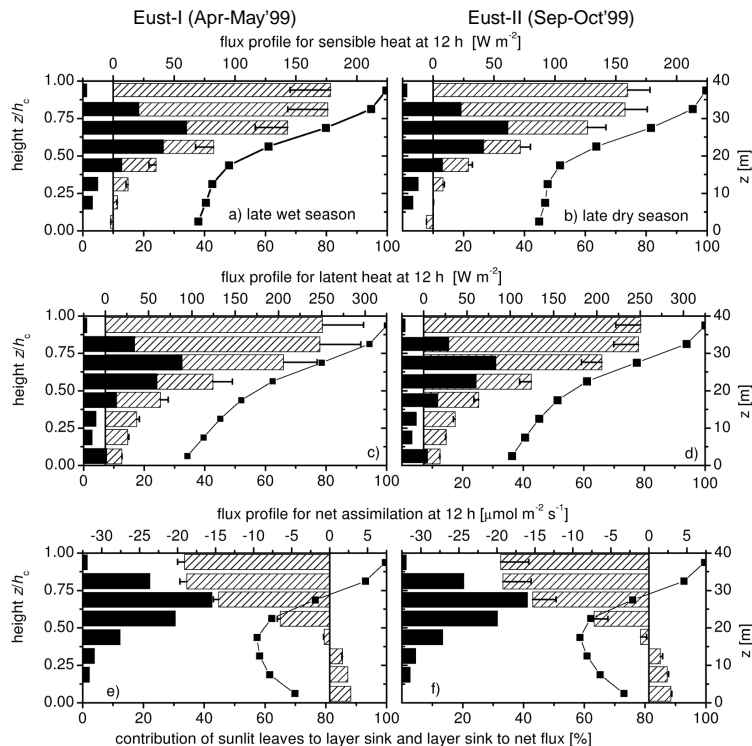 Eust-I (Apr-May'99)
Eust-II (Sep-Oct'99)
flux profile for sensible heat at 12 h [W m⁻²]
0 50 100 150 200 0 50 100 150 200
1.00
0.75
0.50
0.25
0.00
height z/h_c
a) late wet season
b) late dry season
40
30
20
10
0
z [m]
0 20 40 60 80 100 0 20 40 60 80 100
flux profile for latent heat at 12 h [W m⁻²]
0 50 100 150 200 250 300 0 50 100 150 200 250 300
1.00
0.75
0.50
0.25
0.00
height z/h_c
c)
d)
40
30
20
10
0
z [m]
0 20 40 60 80 100 0 20 40 60 80 100
flux profile for net assimilation at 12 h [μmol m⁻² s⁻¹]
-30 -25 -20 -15 -10 -5 0 5 -30 -25 -20 -15 -10 -5 0 5
1.00
0.75
0.50
0.25
0.00
height z/h_c
e)
f)
40
30
20
10
0
z [m]
0 20 40 60 80 100 0 20 40 60 80 100
contribution of sunlit leaves to layer sink and layer sink to net flux [%]